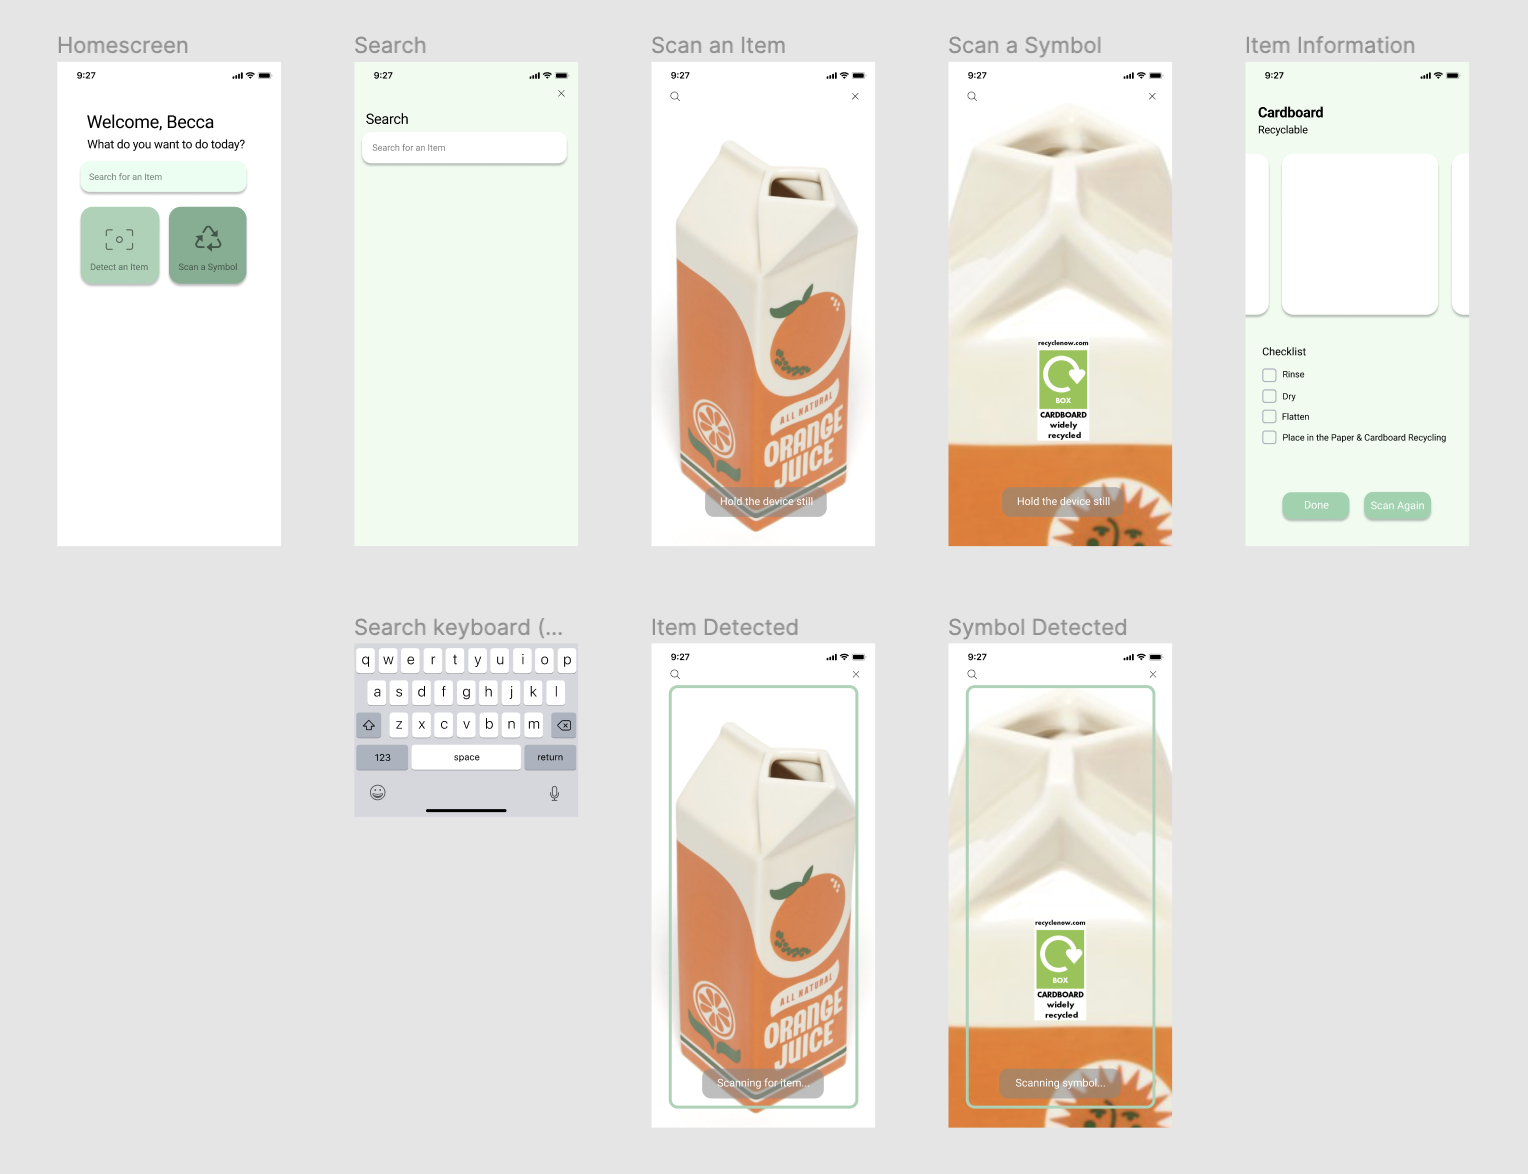 Homescreen
9:27
Welcome, Becca
What do you want to do today?
Search for an Item
Detect an Item
Scan a Symbol
Search
9:27
Search
Search for an Item
Scan an Item
9:27
ALL NATURAL
ORANGE
JUICE
Hold the device still
Scan a Symbol
9:27
recyclenow.com
BOX
CARDBOARD
widely
recycled
Hold the device still
Item Information
9:27
Cardboard
Recyclable
Checklist
Rinse
Dry
Flatten
Place in the Paper & Cardboard Recycling
Done
Scan Again
Search keyboard (...
q w e r t y u i o p
a s d f g h j k l
z x c v b n m
123 space return
Item Detected
9:27
ALL NATURAL
ORANGE
JUICE
Scanning for item...
Symbol Detected
9:27
recyclenow.com
BOX
CARDBOARD
widely
recycled
Scanning symbol...